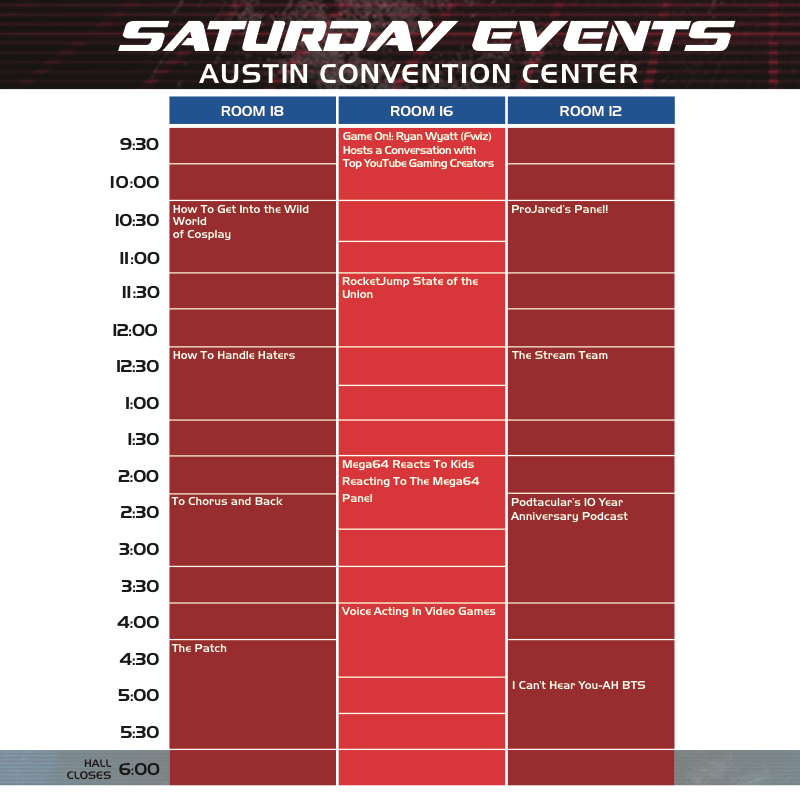 SATURDAY EVENTS
AUSTIN CONVENTION CENTER
ROOM 18
ROOM 16
ROOM 12
9:30
Game On!: Ryan Wyatt (Fwiz)
Hosts a Conversation with
Top YouTube Gaming Creators
10:00
10:30
How To Get Into the Wild
World
of Cosplay
ProJared's Panel!
11:00
11:30
RocketJump State of the
Union
12:00
12:30
How To Handle Haters
The Stream Team
1:00
1:30
2:00
Mega64 Reacts To Kids
Reacting To The Mega64
Panel
2:30
To Chorus and Back
Podtacular's 10 Year
Anniversary Podcast
3:00
3:30
4:00
Voice Acting In Video Games
4:30
The Patch
5:00
I Can't Hear You-AH BTS
5:30
HALL
CLOSES
6:00